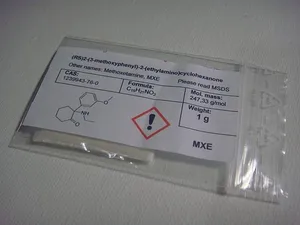 (RS)2-(3-methoxyphenyl)-2-(ethylamino)cyclohexanone
Other names: Methoxetamine, MXE Please read MSDS
CAS: Formula: Mol. mass:
1239943-76-0 C15H21NO2 247,33 g/mol
Weight:
1 g
O
NH
O
MXE